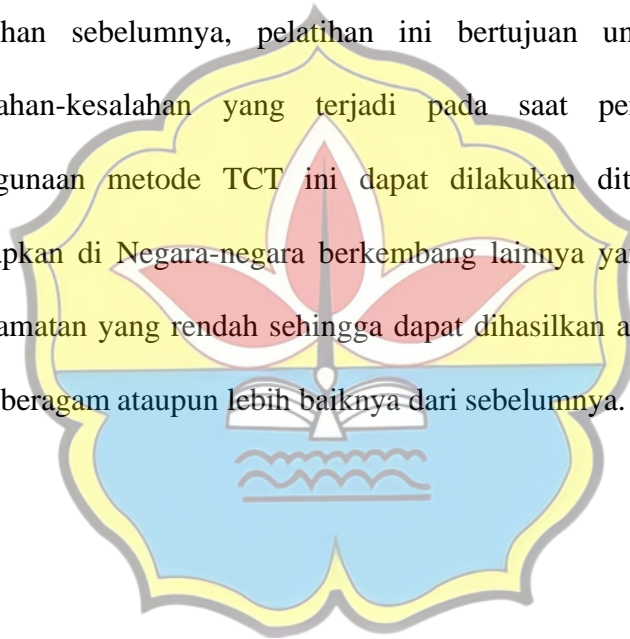 han sebelumnya, pelatihan ini bertujuan un
ahan-kesalahan yang terjadi pada saat pe
gunaan metode TCT ini dapat dilakukan dit
apkan di Negara-negara berkembang lainnya ya
amatan yang rendah sehingga dapat dihasilkan a
beragam ataupun lebih baiknya dari sebelumnya.